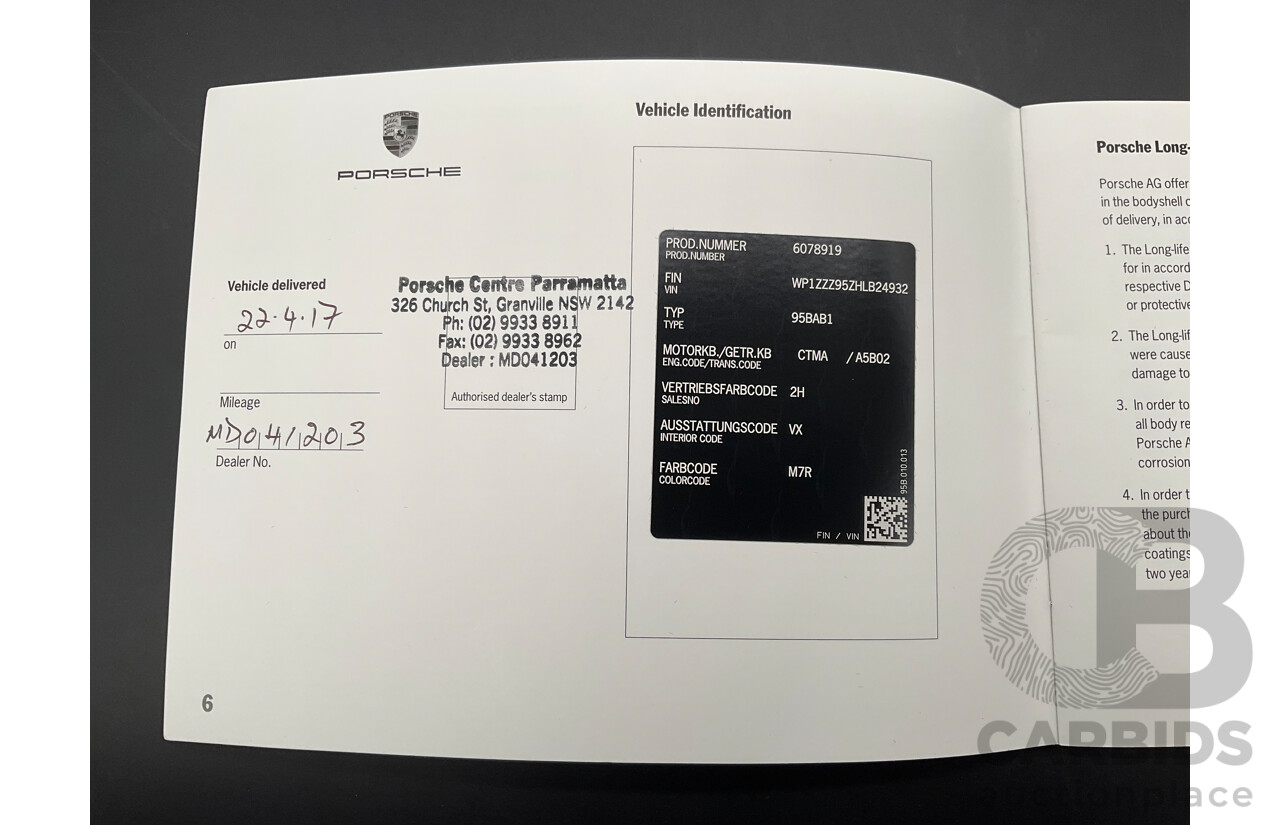 PORSCHE
PORSCHE
Vehicle delivered
22·4·17
on
Mileage
MD041203
Dealer No.
Porsche Centre Parramatta
326 Church St, Granville NSW 2142
Ph: (02) 9933 8911
Fax: (02) 9933 8962
Dealer : MD041203
Authorised dealer's stamp
6
Vehicle Identification
PROD.NUMMER 6078919
PROD.NUMBER
FIN WP1ZZZ95ZHLB24932
VIN
TYP 95BAB1
TYPE
MOTORKB./GETR.KB CTMA / A5B02
ENG.CODE/TRANS.CODE
VERTRIEBSFARBCODE 2H
SALESNO
AUSSTATTUNGSCODE VX
INTERIOR CODE
FARBCODE M7R
COLORCODE
95B.010.013
FIN / VIN
Porsche Long-
Porsche AG offer
in the bodyshell
of delivery, in
1. The Long-life
for in accord
respective D
or protective
2. The Long-lif
were cause
damage to
3. In order to
all body re
Porsche A
corrosion
4. In order t
the purch
about the
coatings
two yea
CB
CARBIDS
auctionplace